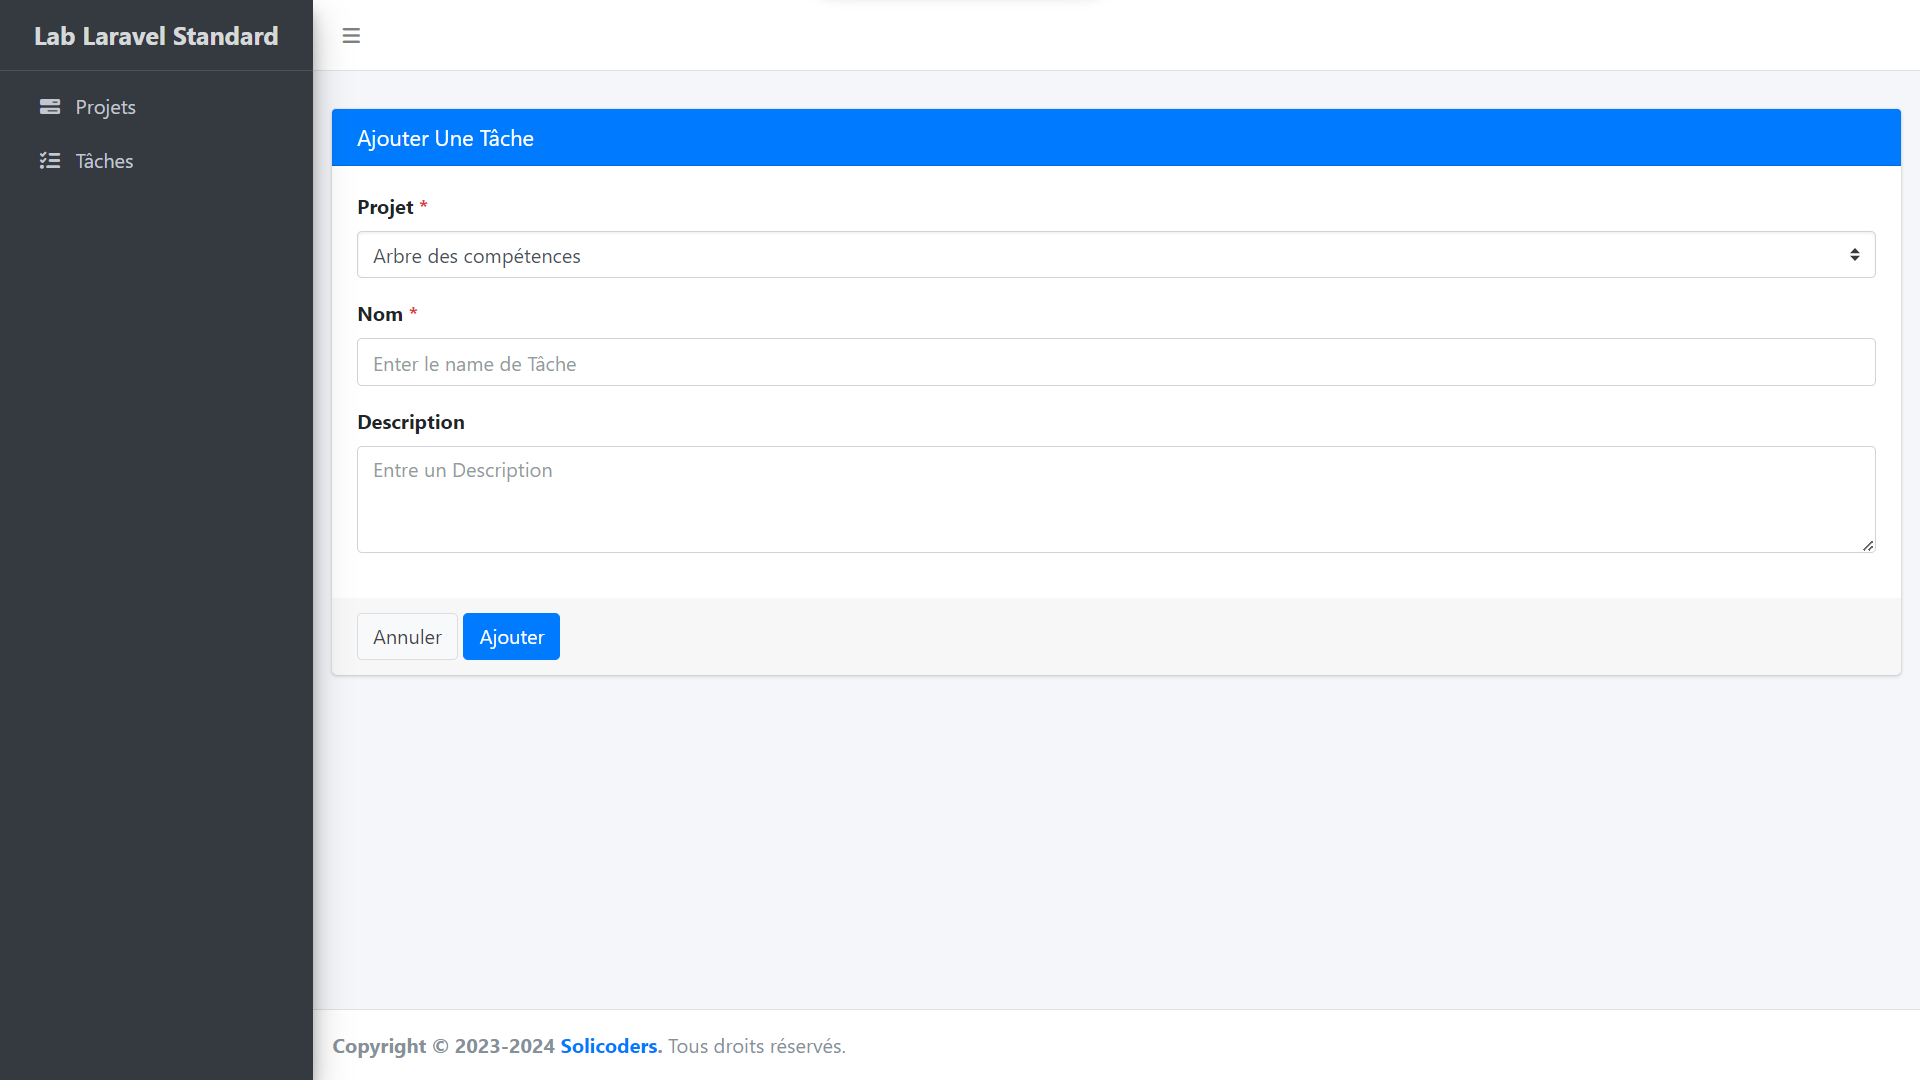 Lab Laravel Standard
Projets
Tâches
Ajouter Une Tâche
Projet *
Arbre des compétences
Nom *
Enter le name de Tâche
Description
Entre un Description
Annuler Ajouter
Copyright © 2023-2024 Solicoders. Tous droits réservés.